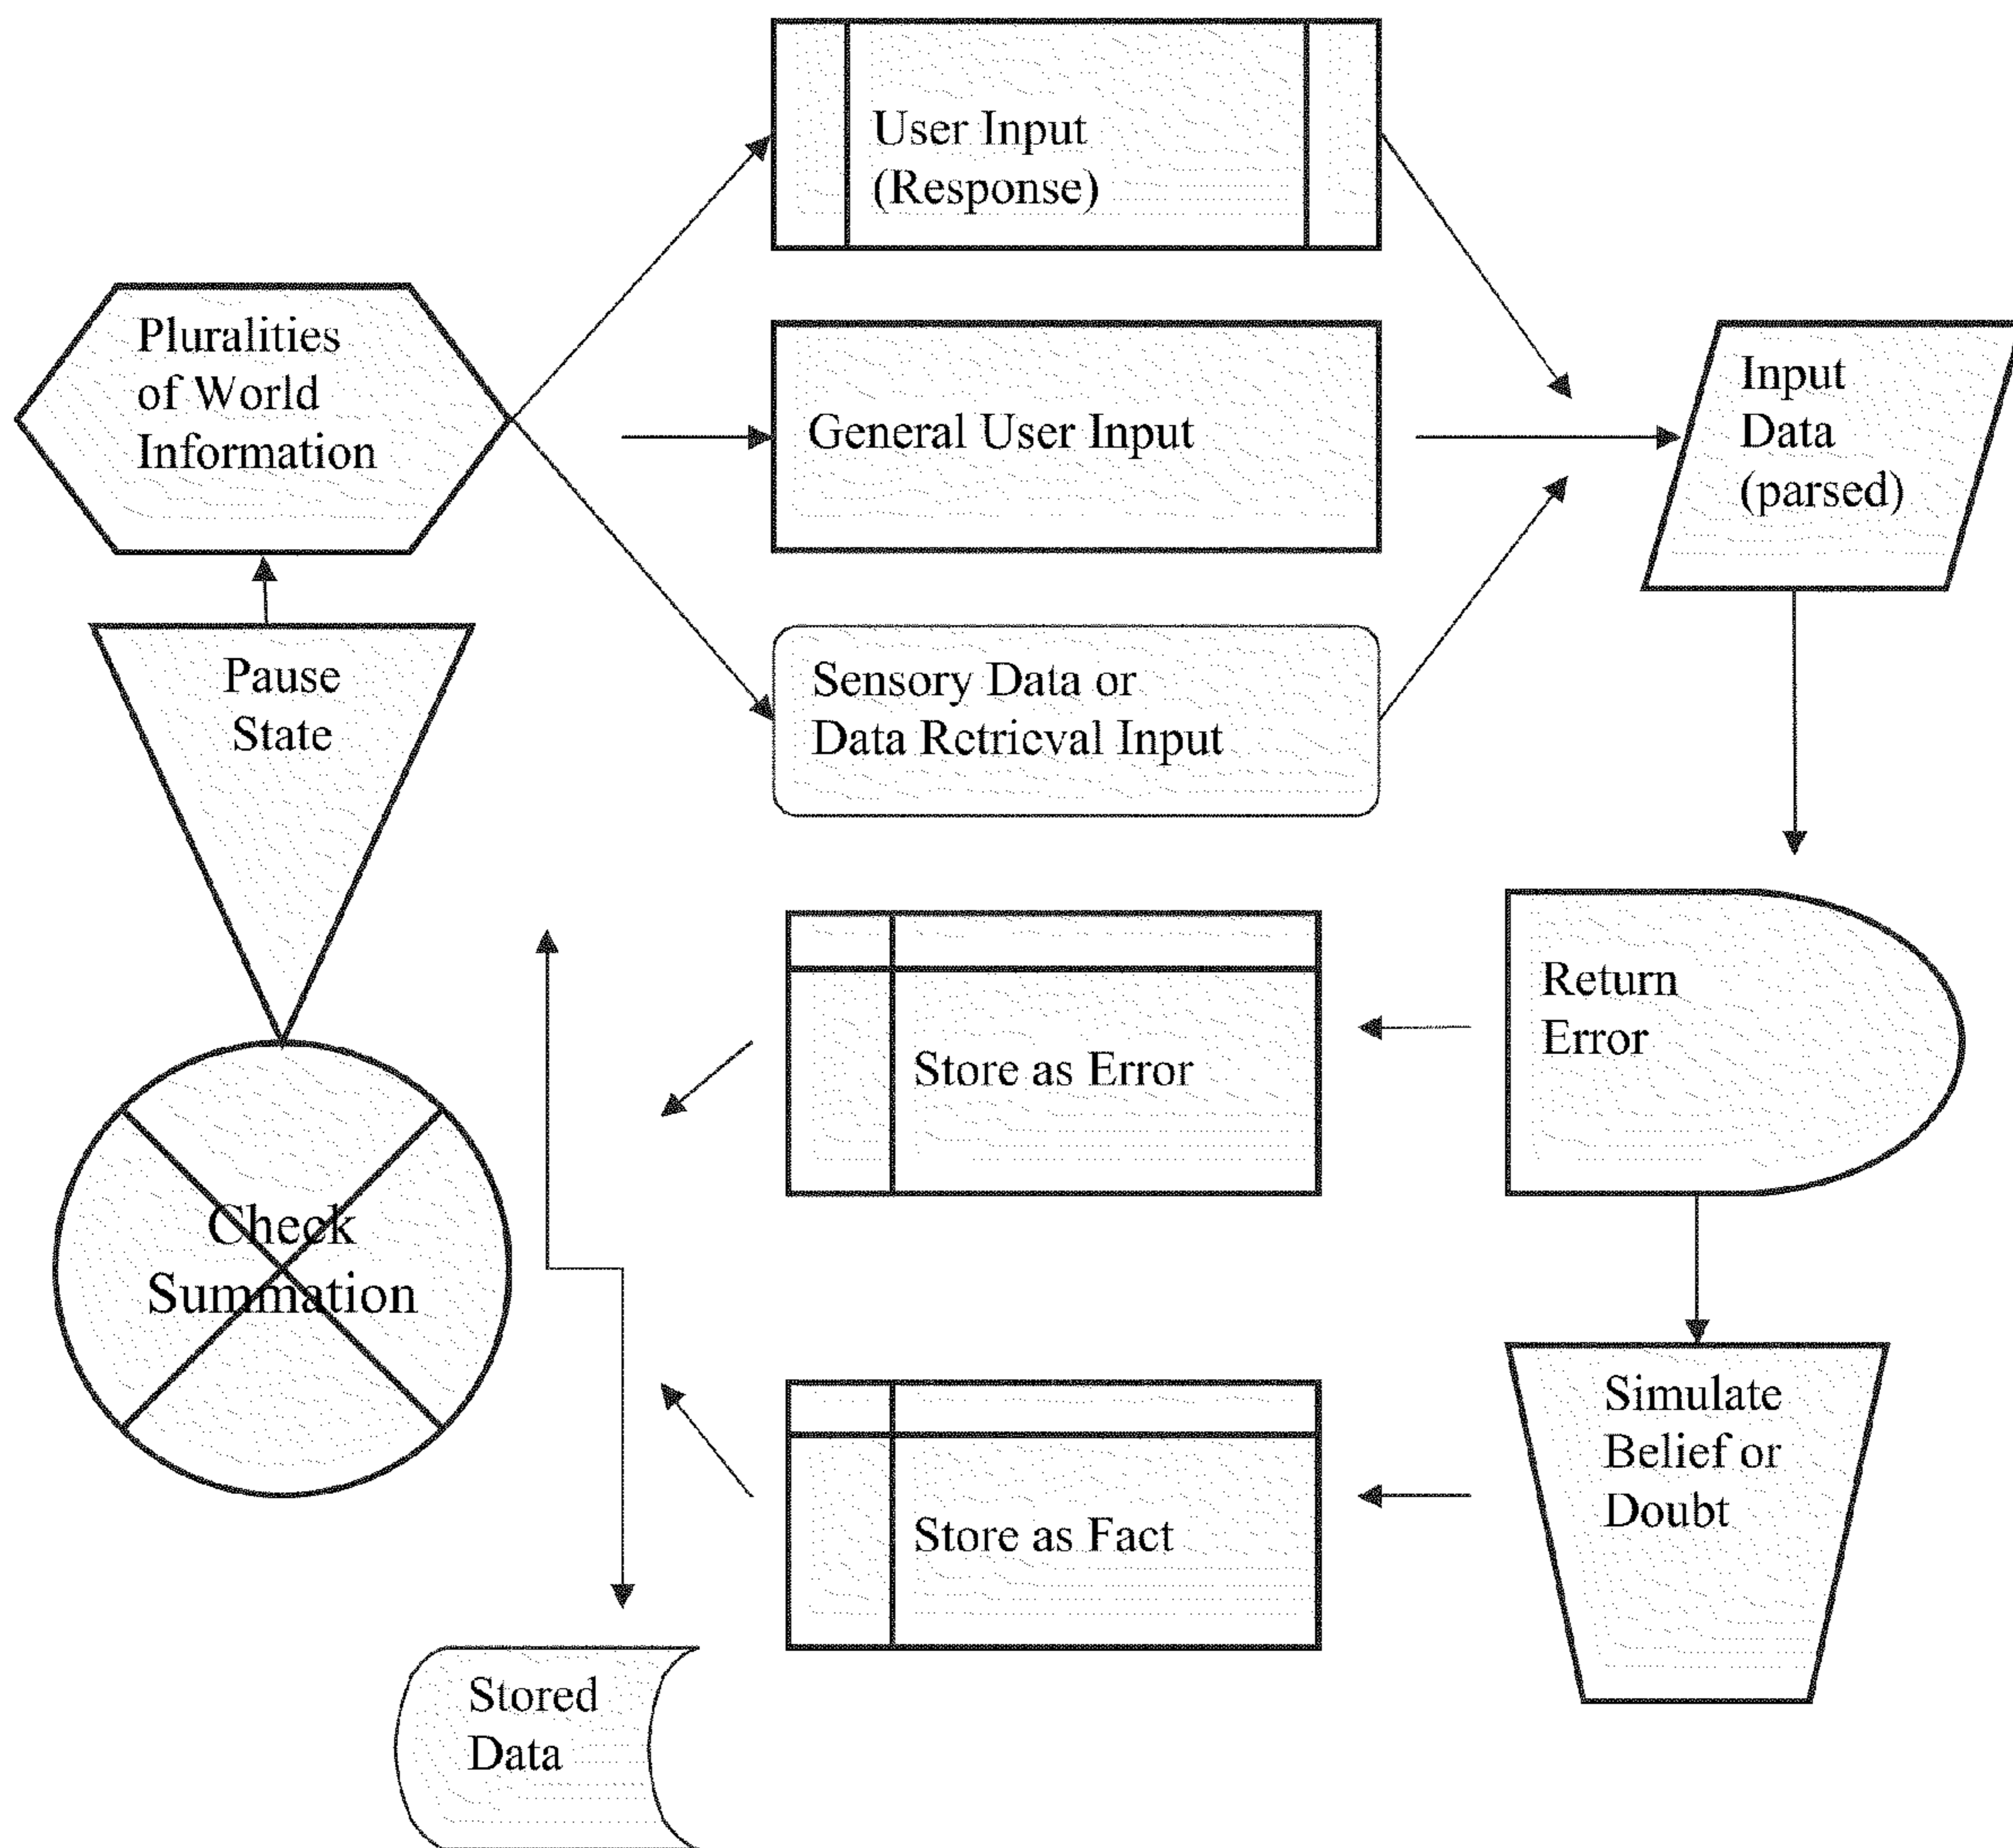 User Input
(Response)
Pluralities
of World
Information
General User Input
Input
Data
(parsed)
Pause
State
Sensory Data or
Data Retrieval Input
Return
Error
Store as Error
Check
Summation
Simulate
Belief or
Doubt
Store as Fact
Stored
Data